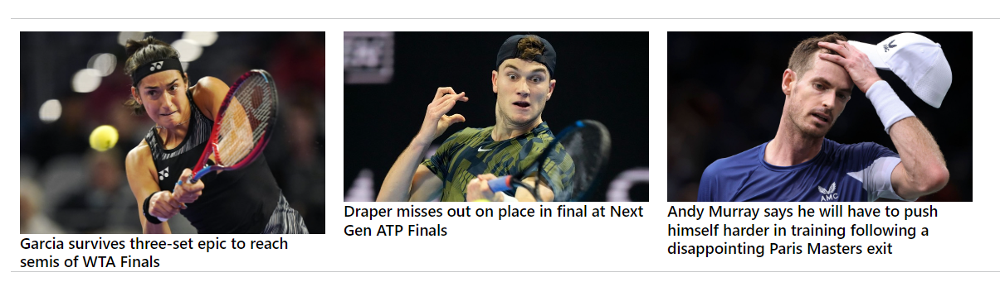 Garcia survives three-set epic to reach
semis of WTA Finals
Draper misses out on place in final at Next
Gen ATP Finals
Andy Murray says he will have to push
himself harder in training following a
disappointing Paris Masters exit
AMC